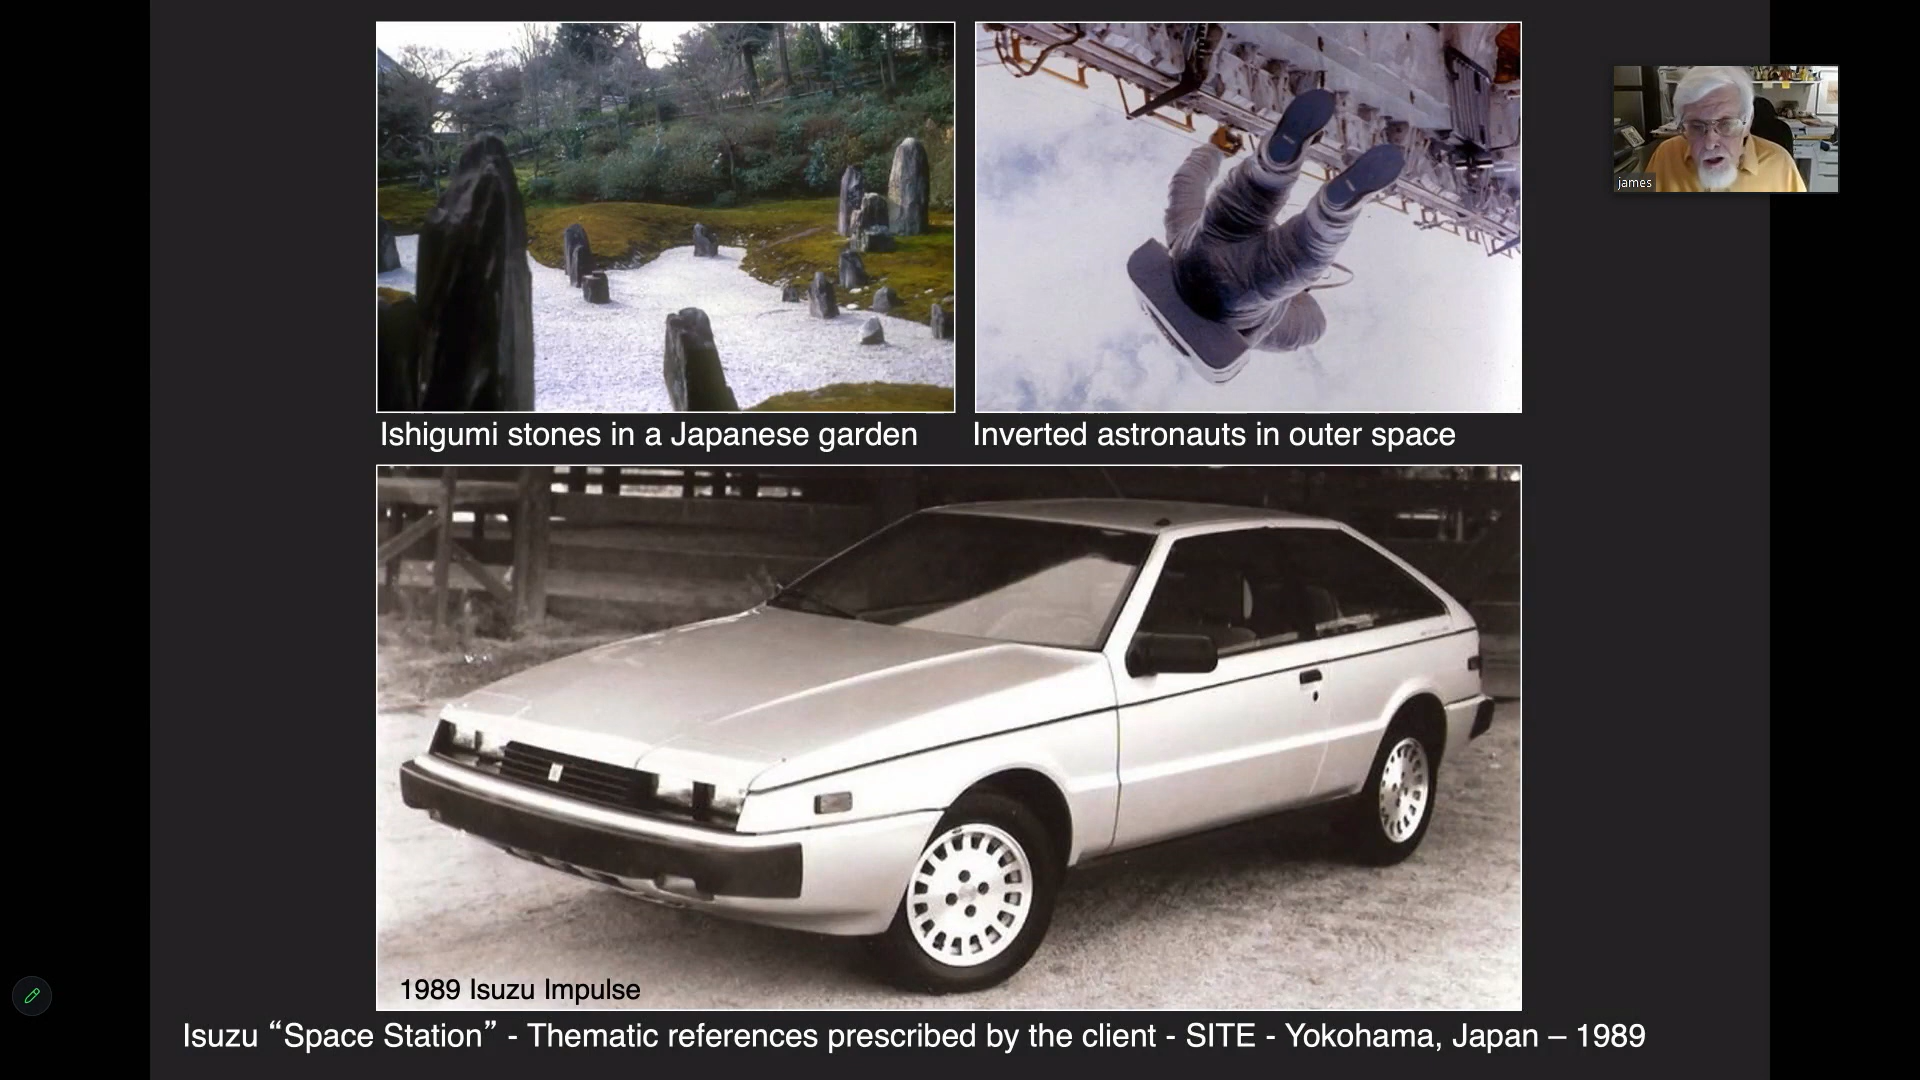 Ishigumi stones in a Japanese garden
Inverted astronauts in outer space
james
1989 Isuzu Impulse
Isuzu “Space Station” - Thematic references prescribed by the client - SITE - Yokohama, Japan – 1989